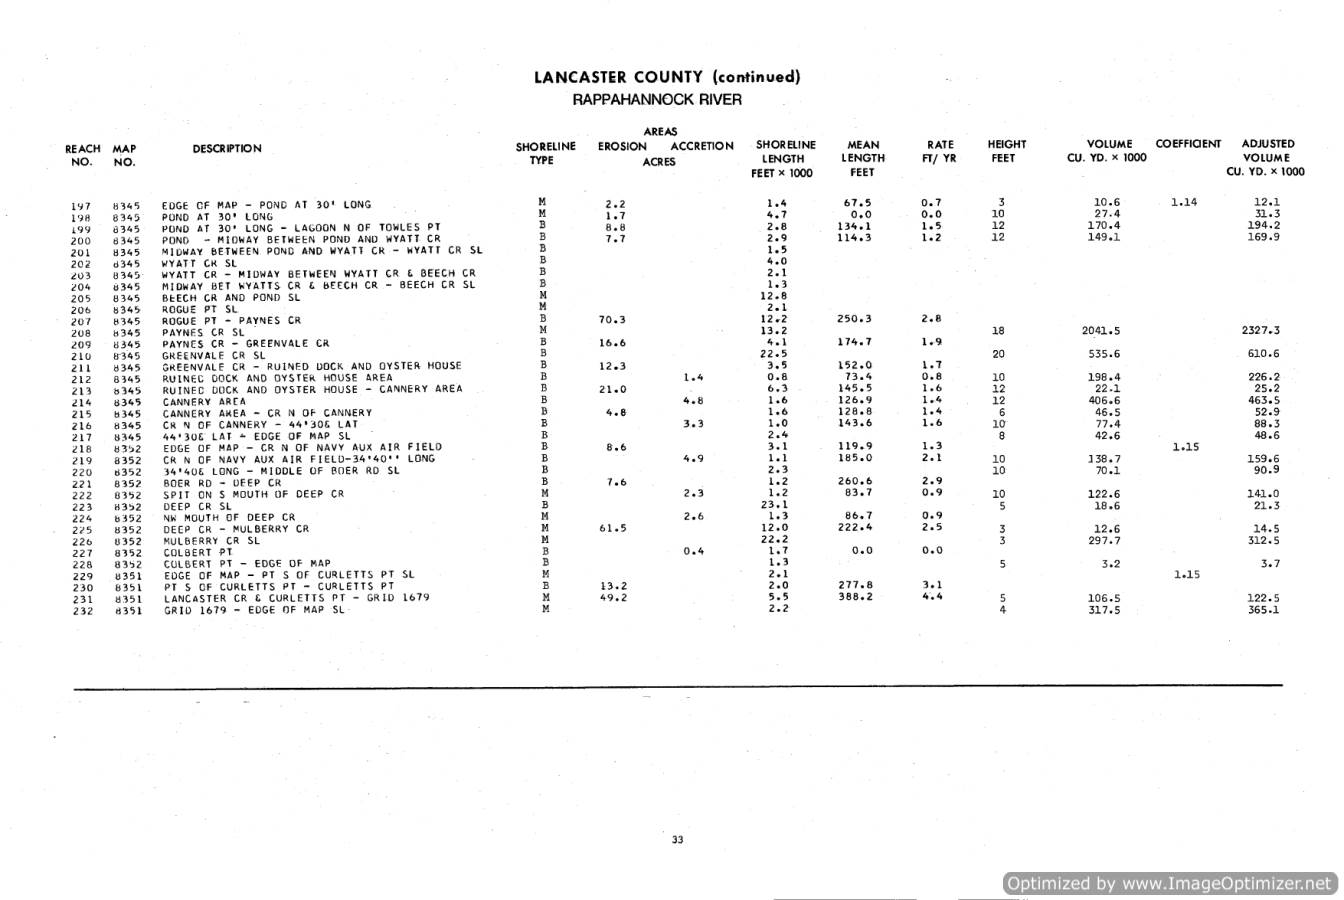 LANCASTER COUNTY (continued)
RAPPAHANNOCK RIVER
AREAS
REACH MAP DESCRIPTION SHORELINE EROSION ACCRETION SHORELINE MEAN RATE HEIGHT VOLUME COEFFICIENT ADJUSTED
NO. NO. TYPE ACRES LENGTH LENGTH FT/ YR FEET CU. YD. × 1000 VOLUME
FEET × 1000 FEET CU. YD. × 1000
197 8345 EDGE OF MAP - POND AT 30' LONG M 2.2 1.4 67.5 0.7 3 10.6 1.14 12.1
198 8345 POND AT 30' LONG M 1.7 4.7 0.0 0.0 10 27.4 31.3
199 8345 POND AT 30' LONG - LAGOON N OF TOWLES PT B 8.8 2.8 134.1 1.5 12 170.4 194.2
200 8345 POND - MIDWAY BETWEEN POND AND WYATT CR B 7.7 2.9 114.3 1.2 12 149.1 169.9
201 8345 MIDWAY BETWEEN POND AND WYATT CR - WYATT CR SL B 1.5
202 8345 WYATT CR SL B 4.0
203 8345 WYATT CR - MIDWAY BETWEEN WYATT CR & BEECH CR B 2.1
204 8345 MIDWAY BET WYATTS CR & BEECH CR - BEECH CR SL B 1.3
205 8345 BEECH CR AND POND SL M 12.8
206 8345 ROGUE PT SL M 2.1
207 8345 ROGUE PT - PAYNES CR B 70.3 12.2 250.3 2.8
208 8345 PAYNES CR SL M 13.2 18 2041.5 2327.3
209 8345 PAYNES CR - GREENVALE CR B 16.6 4.1 174.7 1.9
210 8345 GREENVALE CR SL B 22.5 20 535.6 610.6
211 8345 GREENVALE CR - RUINED DOCK AND OYSTER HOUSE B 12.3 3.5 152.0 1.7
212 8345 RUINED DOCK AND OYSTER HOUSE AREA B 1.4 0.8 73.4 0.8 10 198.4 226.2
213 8345 RUINED DOCK AND OYSTER HOUSE - CANNERY AREA B 21.0 6.3 145.5 1.6 12 22.1 25.2
214 8345 CANNERY AREA B 4.8 1.6 126.9 1.4 12 406.6 463.5
215 8345 CANNERY AREA - CR N OF CANNERY B 4.8 1.6 128.8 1.4 6 46.5 52.9
216 8345 CR N OF CANNERY - 44'30& LAT B 3.3 1.0 143.6 1.6 10 77.4 88.3
217 8345 44'30& LAT - EDGE OF MAP SL B 2.4 8 42.6 48.6
218 8352 EDGE OF MAP - CR N OF NAVY AUX AIR FIELD B 8.6 3.1 119.9 1.3 1.15
219 8352 CR N OF NAVY AUX AIR FIELD-34'40'' LONG B 4.9 1.1 185.0 2.1 10 138.7 159.6
220 8352 34'40& LONG - MIDDLE OF BOER RD SL B 2.3 10 70.1 90.9
221 8352 BOER RD - DEEP CR B 7.6 1.2 260.6 2.9
222 8352 SPIT ON S MOUTH OF DEEP CR M 2.3 1.2 83.7 0.9 10 122.6 141.0
223 8352 DEEP CR SL B 23.1 5 18.6 21.3
224 8352 NW MOUTH OF DEEP CR M 2.6 1.3 86.7 0.9
225 8352 DEEP CR - MULBERRY CR M 61.5 12.0 222.4 2.5 3 12.6 14.5
226 8352 MULBERRY CR SL M 22.2 3 297.7 312.5
227 8352 COLBERT PT B 0.4 1.7 0.0 0.0
228 8352 COLBERT PT - EDGE OF MAP B 1.3 5 3.2 3.7
229 8351 EDGE OF MAP - PT S OF CURLETTS PT SL M 2.1 1.15
230 8351 PT S OF CURLETTS PT - CURLETTS PT B 13.2 2.0 277.8 3.1
231 8351 LANCASTER CR & CURLETTS PT - GRID 1679 M 49.2 5.5 388.2 4.4 5 106.5 122.5
232 8351 GRID 1679 - EDGE OF MAP SL M 2.2 4 317.5 365.1
33
Optimized by www.ImageOptimizer.net